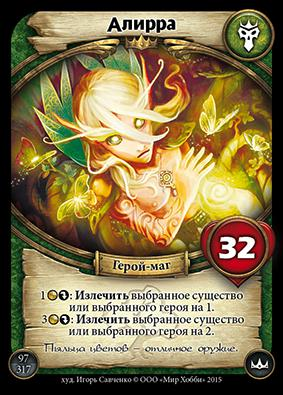 Алирра
32
Герой-маг
1: Излечить выбранное существо
или выбранного героя на 1.
3: Излечить выбранное существо
или выбранного героя на 2.
Пыльца цветов – отличное оружие.
97
317
худ. Игорь Савченко © ООО «Мир Хобби» 2015